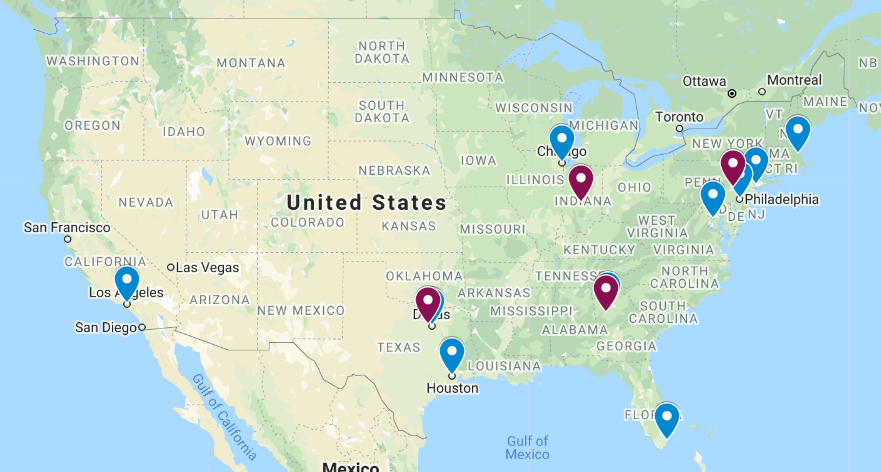 NORTH
DAKOTA
WASHINGTON
MONTANA
MINNESOTA
Ottawa
Montreal
NB
MAINE
NO
SOUTH
DAKOTA
WISCONSIN
MICHIGAN
Toronto
VT
OREGON
IDAHO
WYOMING
NEW YORK
Chicago
MA
IOWA
CT RI
NEBRASKA
ILLINOIS
OHIO
PENN
INDIANA
NEVADA
United States
Philadelphia
UTAH
COLORADO
DE NJ
San Francisco
KANSAS
MISSOURI
WEST
VIRGINIA
KENTUCKY
VIRGINIA
CALIFORNIA
Las Vegas
OKLAHOMA
TENNESSEE
NORTH
CAROLINA
Los Angeles
ARIZONA
NEW MEXICO
ARKANSAS
Dallas
MISSISSIPPI
SOUTH
CAROLINA
San Diego
ALABAMA
TEXAS
GEORGIA
LOUISIANA
Houston
Gulf of California
FLORIDA
Gulf of
Mexico
Mexico